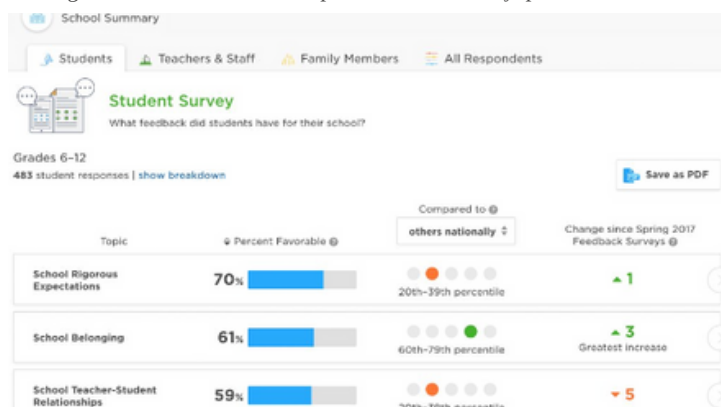 School Summary
Students Teachers & Staff Family Members All Respondents
Student Survey
What feedback did students have for their school?
Grades 6–12
483 student responses | show breakdown
Save as PDF
Compared to
others nationally
Change since Spring 2017
Feedback Surveys
Topic Percent Favorable
School Rigorous
Expectations
70%
20th–39th percentile
1
School Belonging
61%
60th–79th percentile
3
Greatest increase
School Teacher-Student
Relationships
59%
20th–39th percentile
5